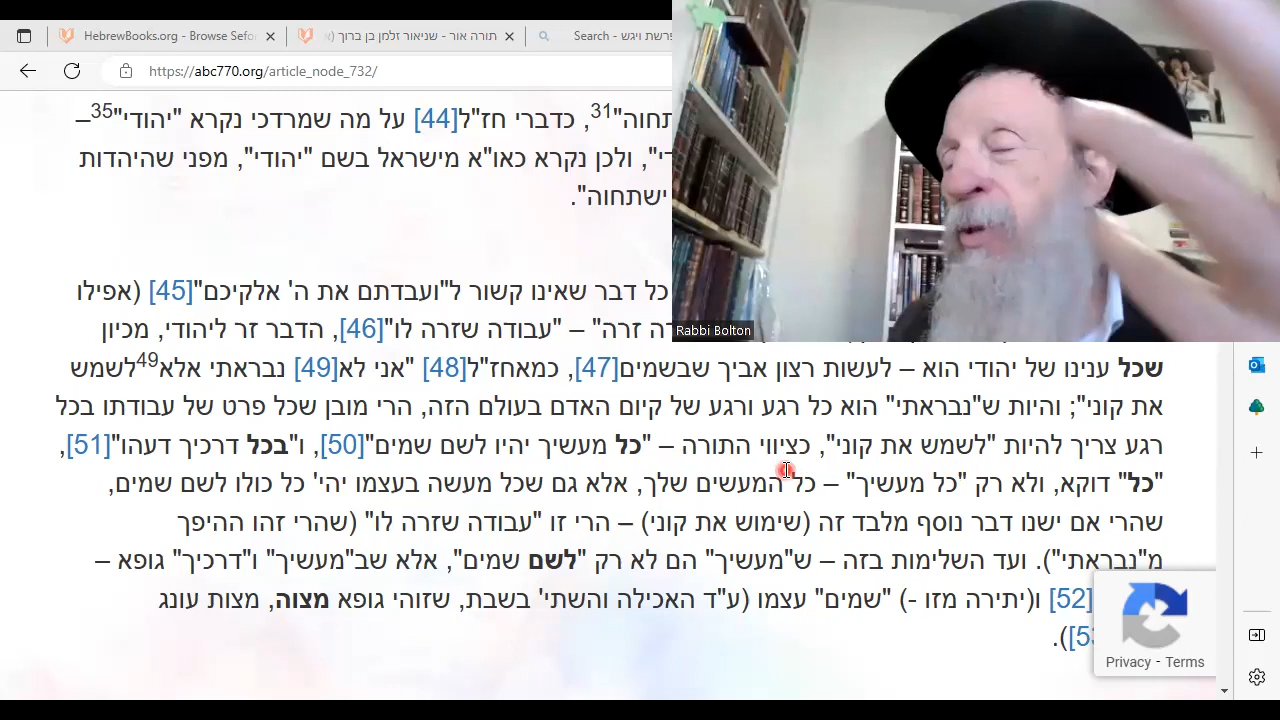 HebrewBooks.org - Browse Sefo
תורה אור - שניאור זלמן בן ברוך (א
Search - פרשת ויגש
https://abc770.org/article_node_732/
Rabbi Bolton
תחוה"31, כדברי חז"ל[44] על מה שמרדכי נקרא "יהודי"35–
די", ולכן נקרא כאו"א מישראל בשם "יהודי", מפני שהיהדות
ישתחוה".
כל דבר שאינו קשור ל"ועבדתם את ה' אלקיכם"[45] (אפילו
דה זרה" – "עבודה שזרה לו"[46], הדבר זר ליהודי, מכיון
שכל ענינו של יהודי הוא – לעשות רצון אביך שבשמים[47], כמאחז"ל[48] "אני לא[49] נבראתי אלא49לשמש
את קוני"; והיות ש"נבראתי" הוא כל רגע ורגע של קיום האדם בעולם הזה, הרי מובן שכל פרט של עבודתו בכל
רגע צריך להיות "לשמש את קוני", כציווי התורה – "כל מעשיך יהיו לשם שמים"[50], ו"בכל דרכיך דעהו"[51],
"כל" דוקא, ולא רק "כל מעשיך" – כל המעשים שלך, אלא גם שכל מעשה בעצמו יהי' כל כולו לשם שמים,
שהרי אם ישנו דבר נוסף מלבד זה (שימוש את קוני) – הרי זו "עבודה שזרה לו" (שהרי זהו ההיפך
מ"נבראתי"). ועד השלימות בזה – ש"מעשיך" הם לא רק "לשם שמים", אלא שב"מעשיך" ו"דרכיך" גופא –
[52] ו(יתירה מזו -) "שמים" עצמו (ע"ד האכילה והשתי' בשבת, שזוהי גופא מצוה, מצות עונג
[53).
Privacy - Terms